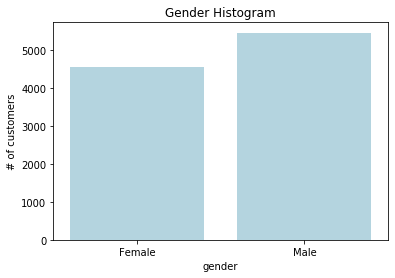 Gender Histogram
5000
4000
3000
2000
1000
0
# of customers
Female
Male
gender